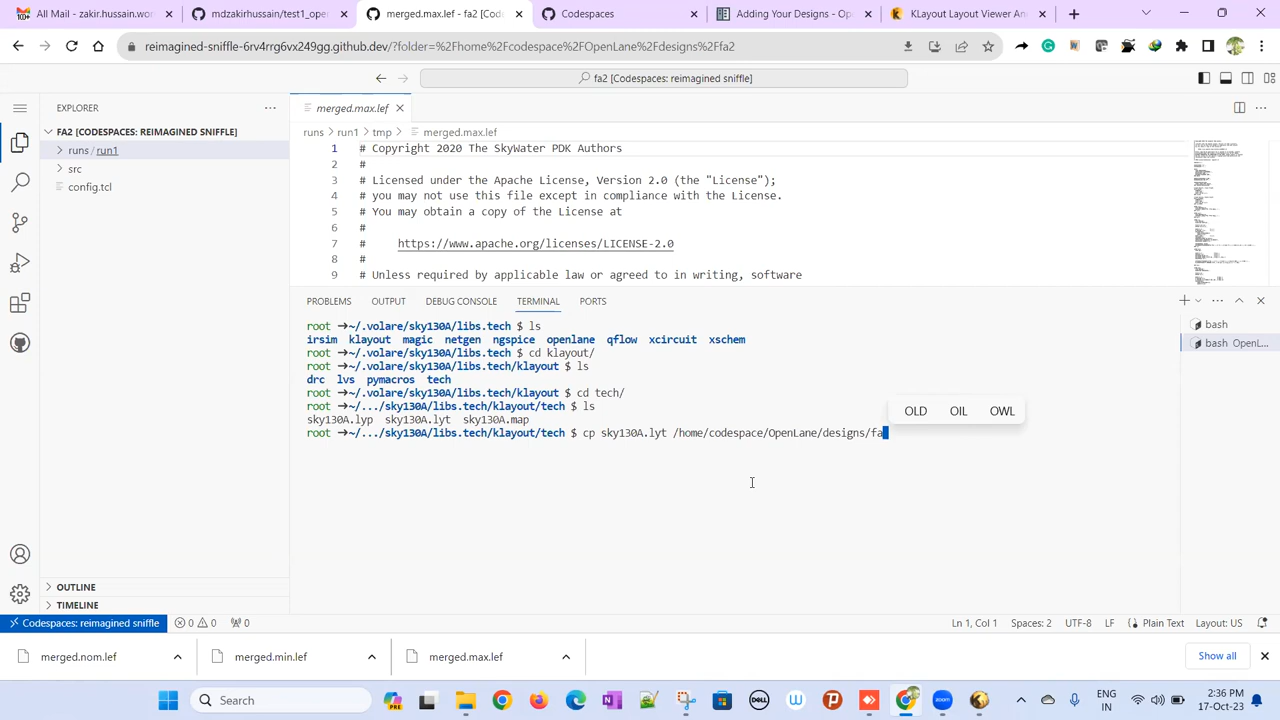 All Mail - zakir.hussain.wor
mdzakirhussain/test1_oper
merged.max.lef - fa2 [Code
Codespaces
Adding Your Designs - Ope
KLayout Layout Viewer An
reimagined-sniffle-6rv4rrg6vx249gg.github.dev/?folder=%2Fhome%2Fcodespace%2FOpenLane%2Fdesigns%2Ffa2
fa2 [Codespaces: reimagined sniffle]
EXPLORER
merged.max.lef
FA2 [CODESPACES: REIMAGINED SNIFFLE]
runs / run1
src
config.tcl
runs > run1 > tmp > merged.max.lef
1 # Copyright 2020 The SkyWater PDK Authors
2 #
3 # Licensed under the Apache License, Version 2.0 (the "License");
4 # you may not use this file except in compliance with the License.
5 # You may obtain a copy of the License at
6 #
7 # https://www.apache.org/licenses/LICENSE-2.0
8 #
9 # Unless required by applicable law or agreed to in writing, software
PROBLEMS OUTPUT DEBUG CONSOLE TERMINAL PORTS
root ➜~/.volare/sky130A/libs.tech $ ls
irsim klayout magic netgen ngspice openlane qflow xcircuit xschem
root ➜~/.volare/sky130A/libs.tech $ cd klayout/
root ➜~/.volare/sky130A/libs.tech/klayout $ ls
drc lvs pymacros tech
root ➜~/.volare/sky130A/libs.tech/klayout $ cd tech/
root ➜~/.../sky130A/libs.tech/klayout/tech $ ls
sky130A.lyp sky130A.lyt sky130A.map
root ➜~/.../sky130A/libs.tech/klayout/tech $ cp sky130A.lyt /home/codespace/OpenLane/designs/fa
OLD OIL OWL
bash
bash OpenL...
OUTLINE
TIMELINE
Codespaces: reimagined sniffle
0 0 0
Ln 1, Col 1 Spaces: 2 UTF-8 LF Plain Text Layout: US
merged.nom.lef
merged.min.lef
merged.max.lef
Show all
Search
DELL
zoom
ENG
IN
2:36 PM
17-Oct-23